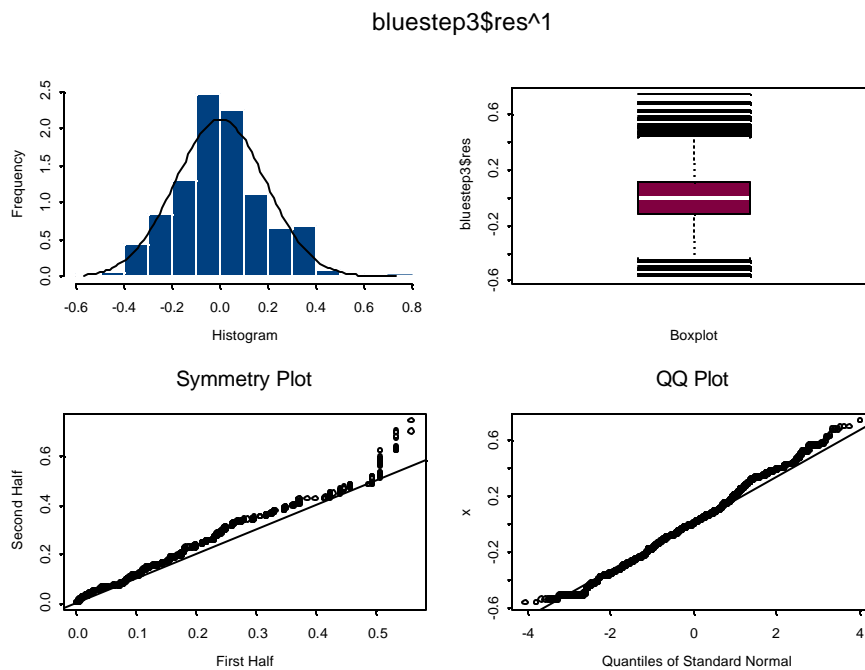 bluestep3$res^1
Frequency
0.0 0.5 1.0 1.5 2.0 2.5
-0.6 -0.4 -0.2 0.0 0.2 0.4 0.6 0.8
Histogram
bluestep3$res
-0.6 -0.2 0.2 0.6
Boxplot
Symmetry Plot
Second Half
0.0 0.2 0.4 0.6
0.0 0.1 0.2 0.3 0.4 0.5
First Half
QQ Plot
x
-0.6 -0.2 0.2 0.6
-4 -2 0 2 4
Quantiles of Standard Normal